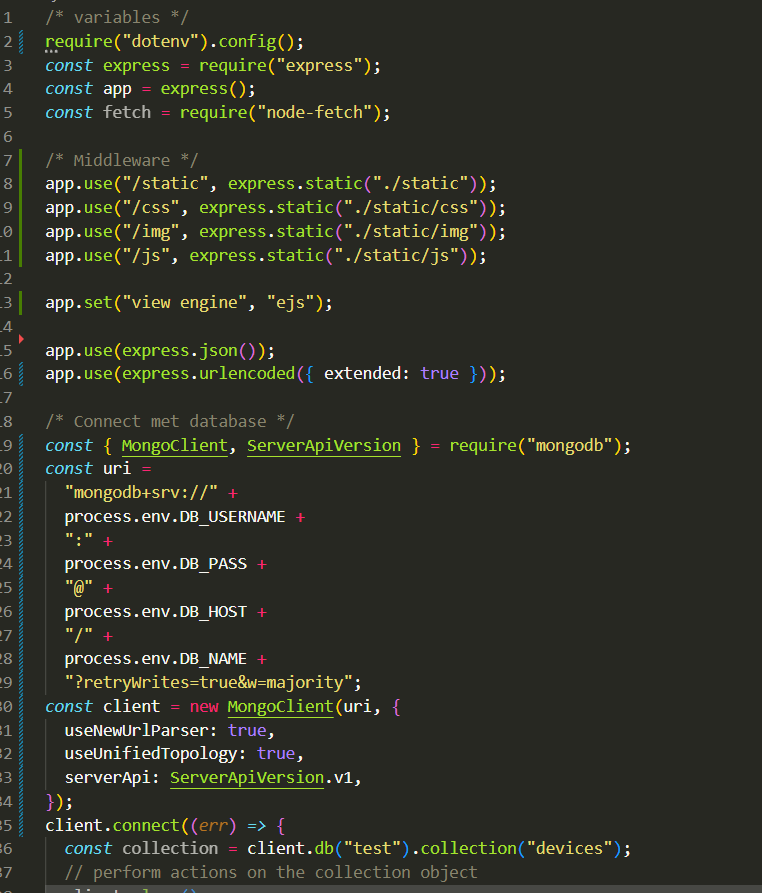 1 /* variables */
2 require("dotenv").config();
3 const express = require("express");
4 const app = express();
5 const fetch = require("node-fetch");
6
7 /* Middleware */
8 app.use("/static", express.static("./static"));
9 app.use("/css", express.static("./static/css"));
10 app.use("/img", express.static("./static/img"));
11 app.use("/js", express.static("./static/js"));
12
13 app.set("view engine", "ejs");
14
15 app.use(express.json());
16 app.use(express.urlencoded({ extended: true }));
17
18 /* Connect met database */
19 const { MongoClient, ServerApiVersion } = require("mongodb");
20 const uri =
21 "mongodb+srv://" +
22 process.env.DB_USERNAME +
23 ":" +
24 process.env.DB_PASS +
25 "@" +
26 process.env.DB_HOST +
27 "/" +
28 process.env.DB_NAME +
29 "?retryWrites=true&w=majority";
30 const client = new MongoClient(uri, {
31 useNewUrlParser: true,
32 useUnifiedTopology: true,
33 serverApi: ServerApiVersion.v1,
34 });
35 client.connect((err) => {
36 const collection = client.db("test").collection("devices");
37 // perform actions on the collection object